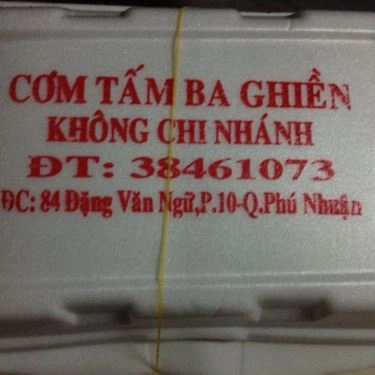 CƠM TẤM BA GHIỀN
KHÔNG CHI NHÁNH
ĐT: 38461073
ĐC: 84 Đặng Văn Ngữ,P.10-Q.Phú Nhuận